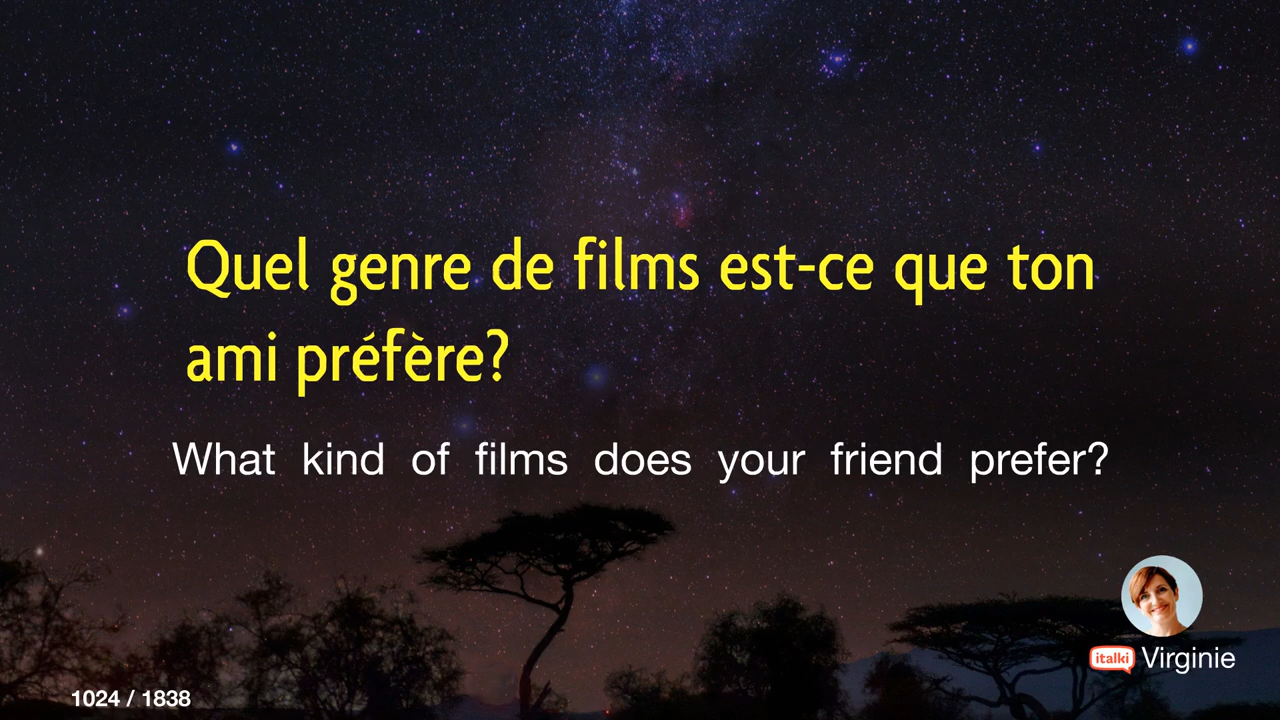 Quel genre de films est-ce que ton
ami préfère?
What kind of films does your friend prefer?
italki Virginie
1024 / 1838